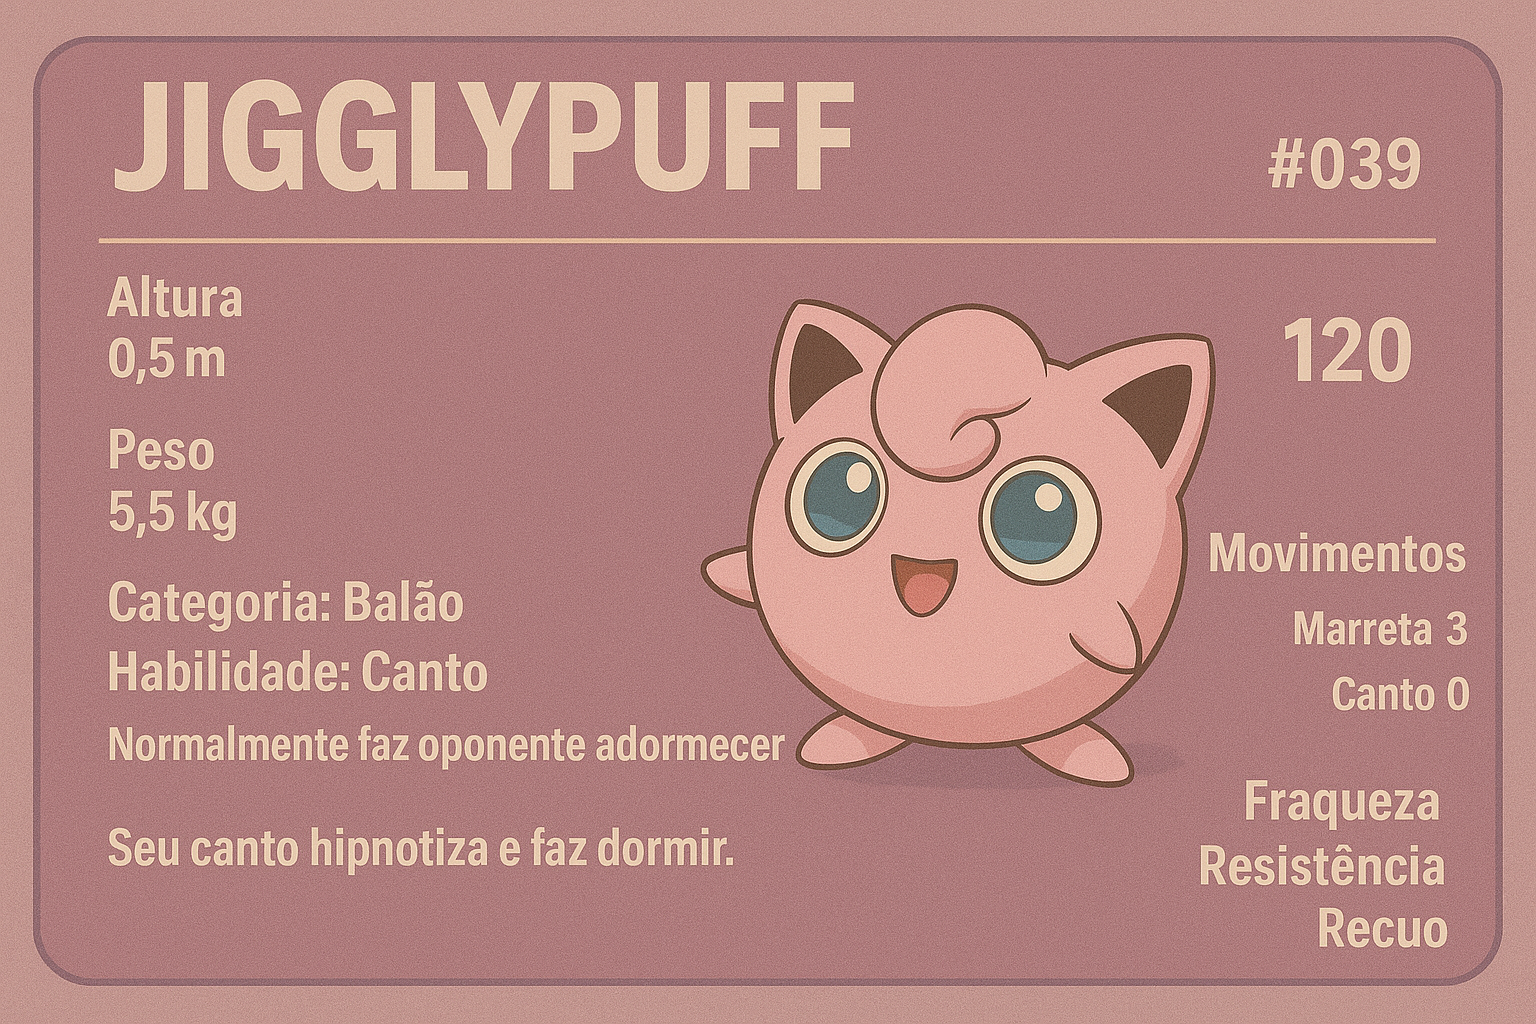 JIGGLYPUFF
#039
Altura
0,5 m
Peso
5,5 kg
Categoria: Balão
Habilidade: Canto
Normalmente faz oponente adormecer
Seu canto hipnotiza e faz dormir.
120
Movimentos
Marreta 3
Canto 0
Fraqueza
Resistência
Recuo